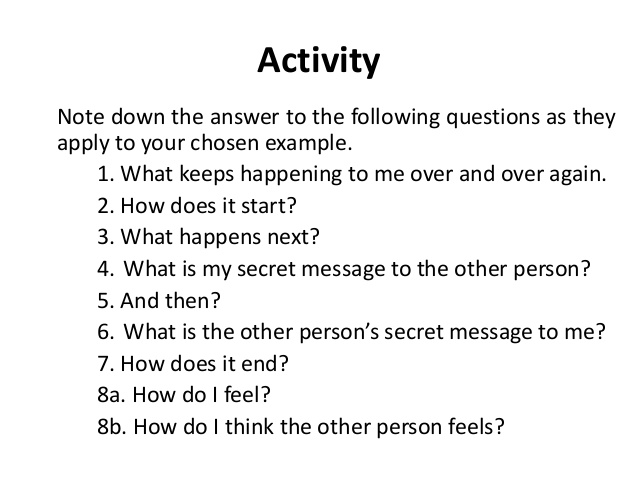 Activity
Note down the answer to the following questions as they
apply to your chosen example.
1. What keeps happening to me over and over again.
2. How does it start?
3. What happens next?
4. What is my secret message to the other person?
5. And then?
6. What is the other person’s secret message to me?
7. How does it end?
8a. How do I feel?
8b. How do I think the other person feels?